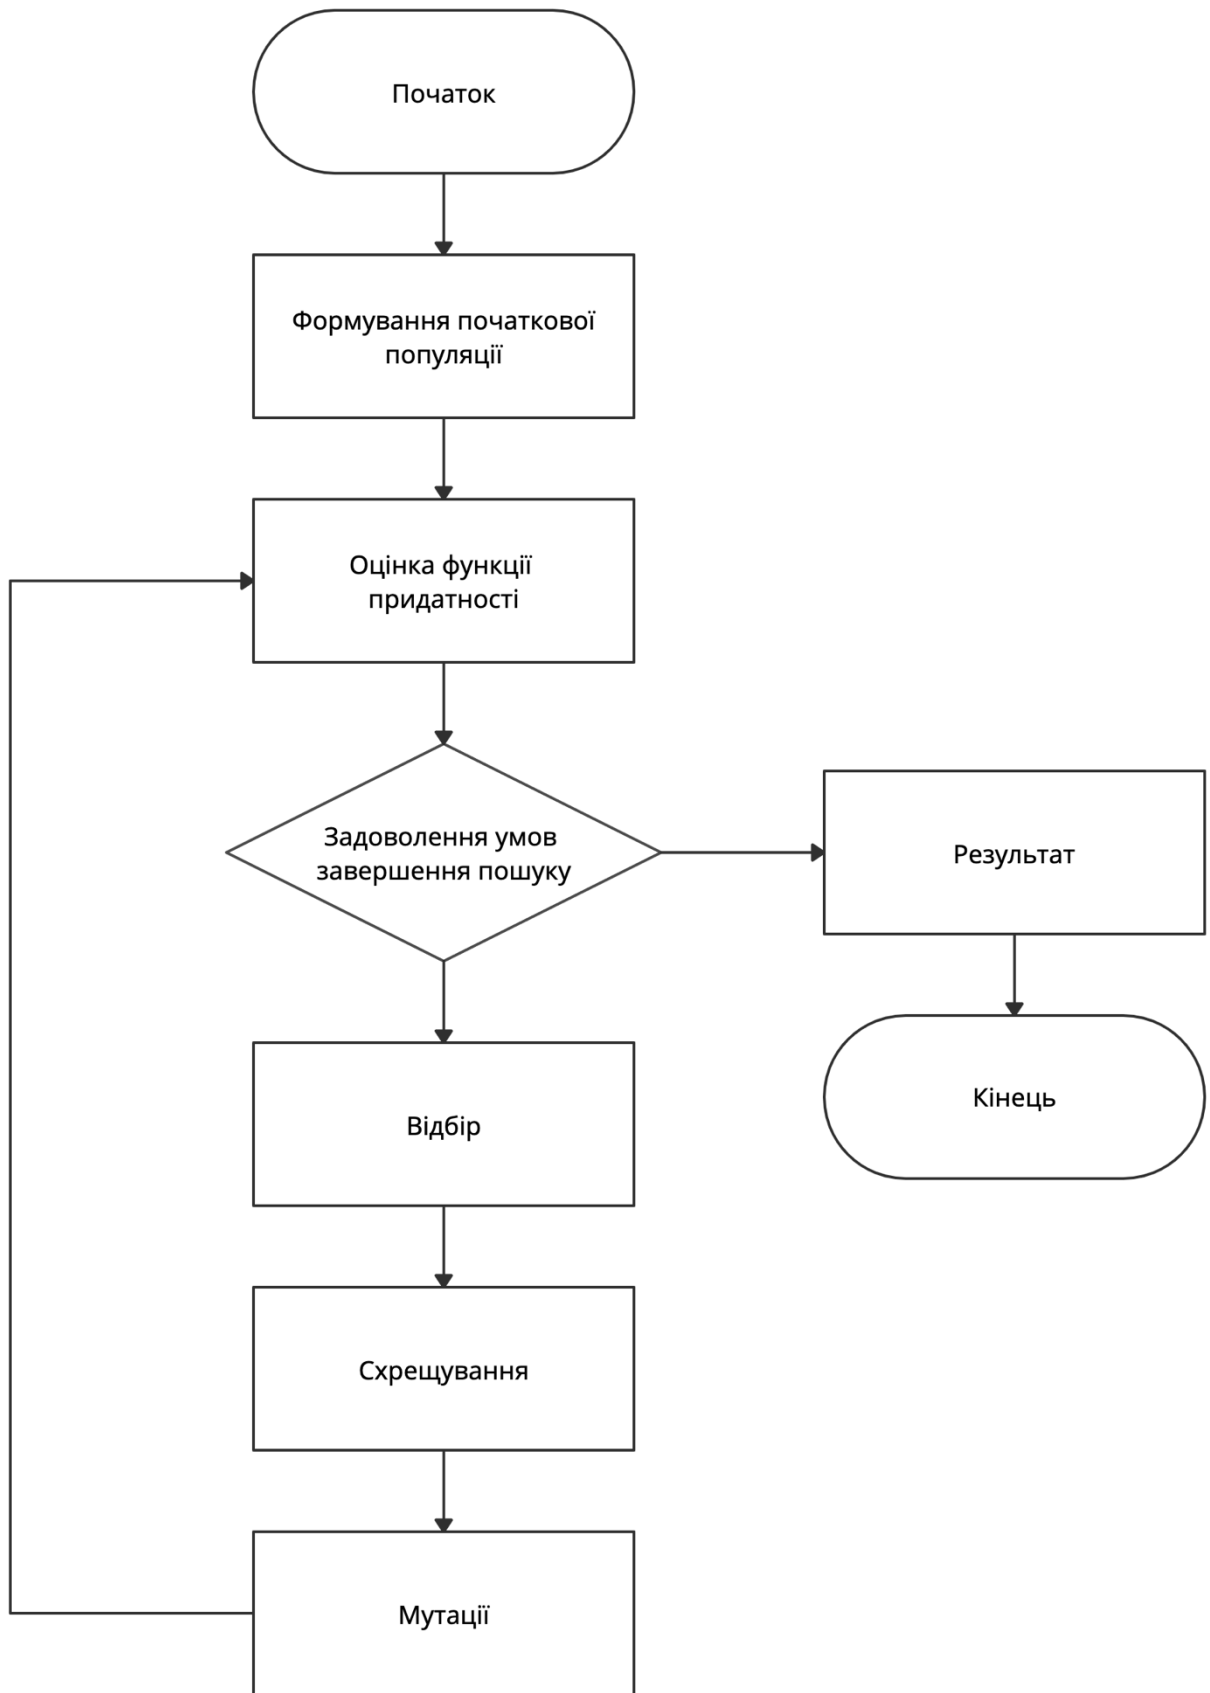 Початок
Формування початкової
популяції
Оцінка функції
придатності
Задоволення умов
завершення пошуку
Результат
Кінець
Відбір
Схрещування
Мутації